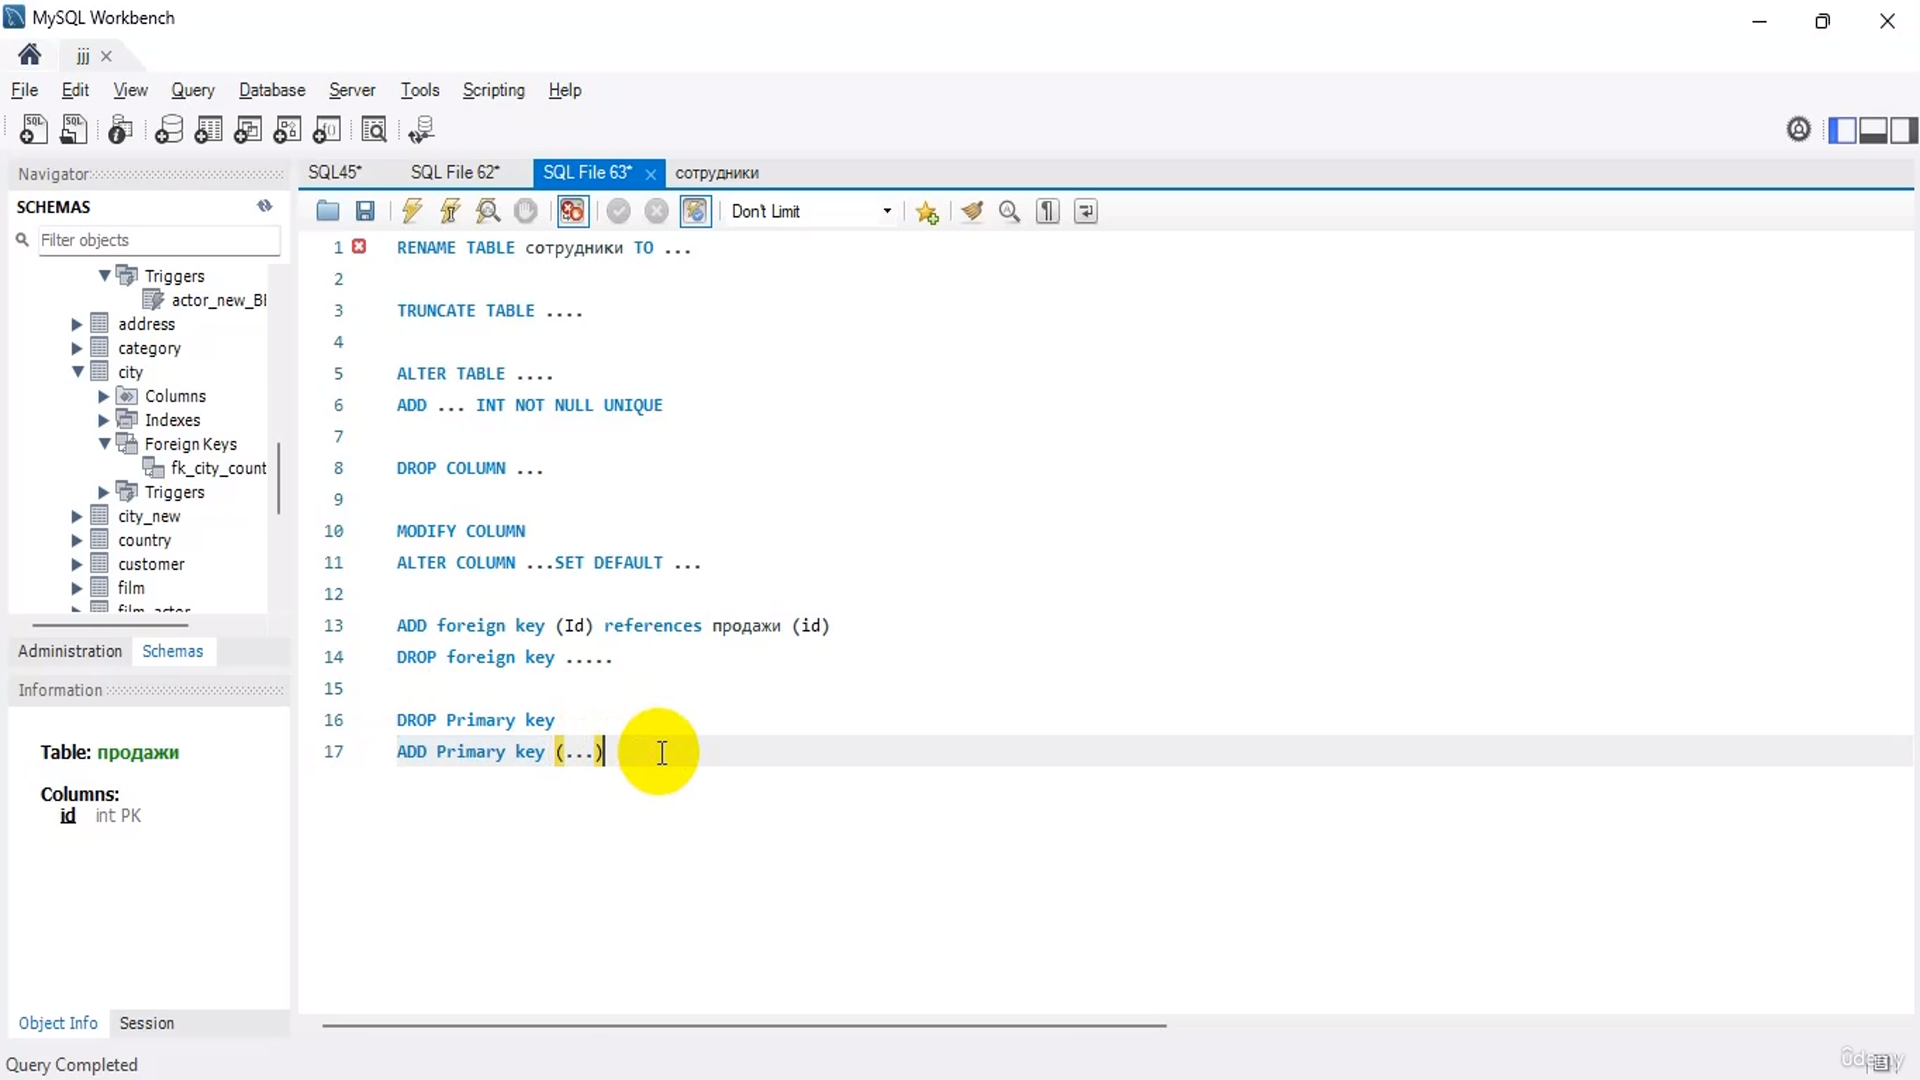 MySQL Workbench
jjj
File Edit View Query Database Server Tools Scripting Help
Navigator
SCHEMAS
Filter objects
Triggers
actor_new_BI
address
category
city
Columns
Indexes
Foreign Keys
fk_city_count
Triggers
city_new
country
customer
film
film_actor
Administration Schemas
Information
Table: продажи
Columns:
id int PK
Object Info Session
Query Completed
SQL45* SQL File 62* SQL File 63* сотрудники
Don't Limit
1 RENAME TABLE сотрудники TO ...
2
3 TRUNCATE TABLE ....
4
5 ALTER TABLE ....
6 ADD ... INT NOT NULL UNIQUE
7
8 DROP COLUMN ...
9
10 MODIFY COLUMN
11 ALTER COLUMN ...SET DEFAULT ...
12
13 ADD foreign key (Id) references продажи (id)
14 DROP foreign key .....
15
16 DROP Primary key
17 ADD Primary key (...)
ûdemy